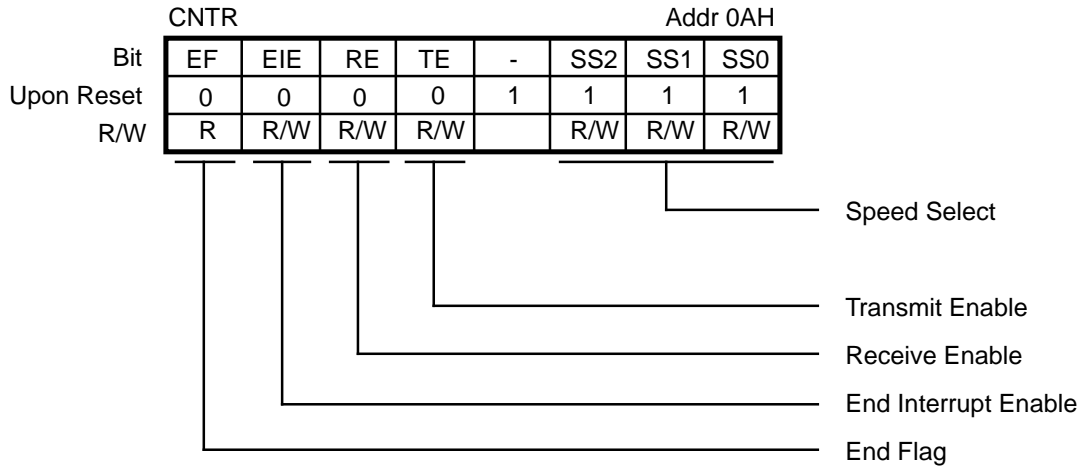 CNTR Addr 0AH
Bit EF EIE RE TE - SS2 SS1 SS0
Upon Reset 0 0 0 0 1 1 1 1
R/W R R/W R/W R/W R/W R/W R/W
Speed Select
Transmit Enable
Receive Enable
End Interrupt Enable
End Flag